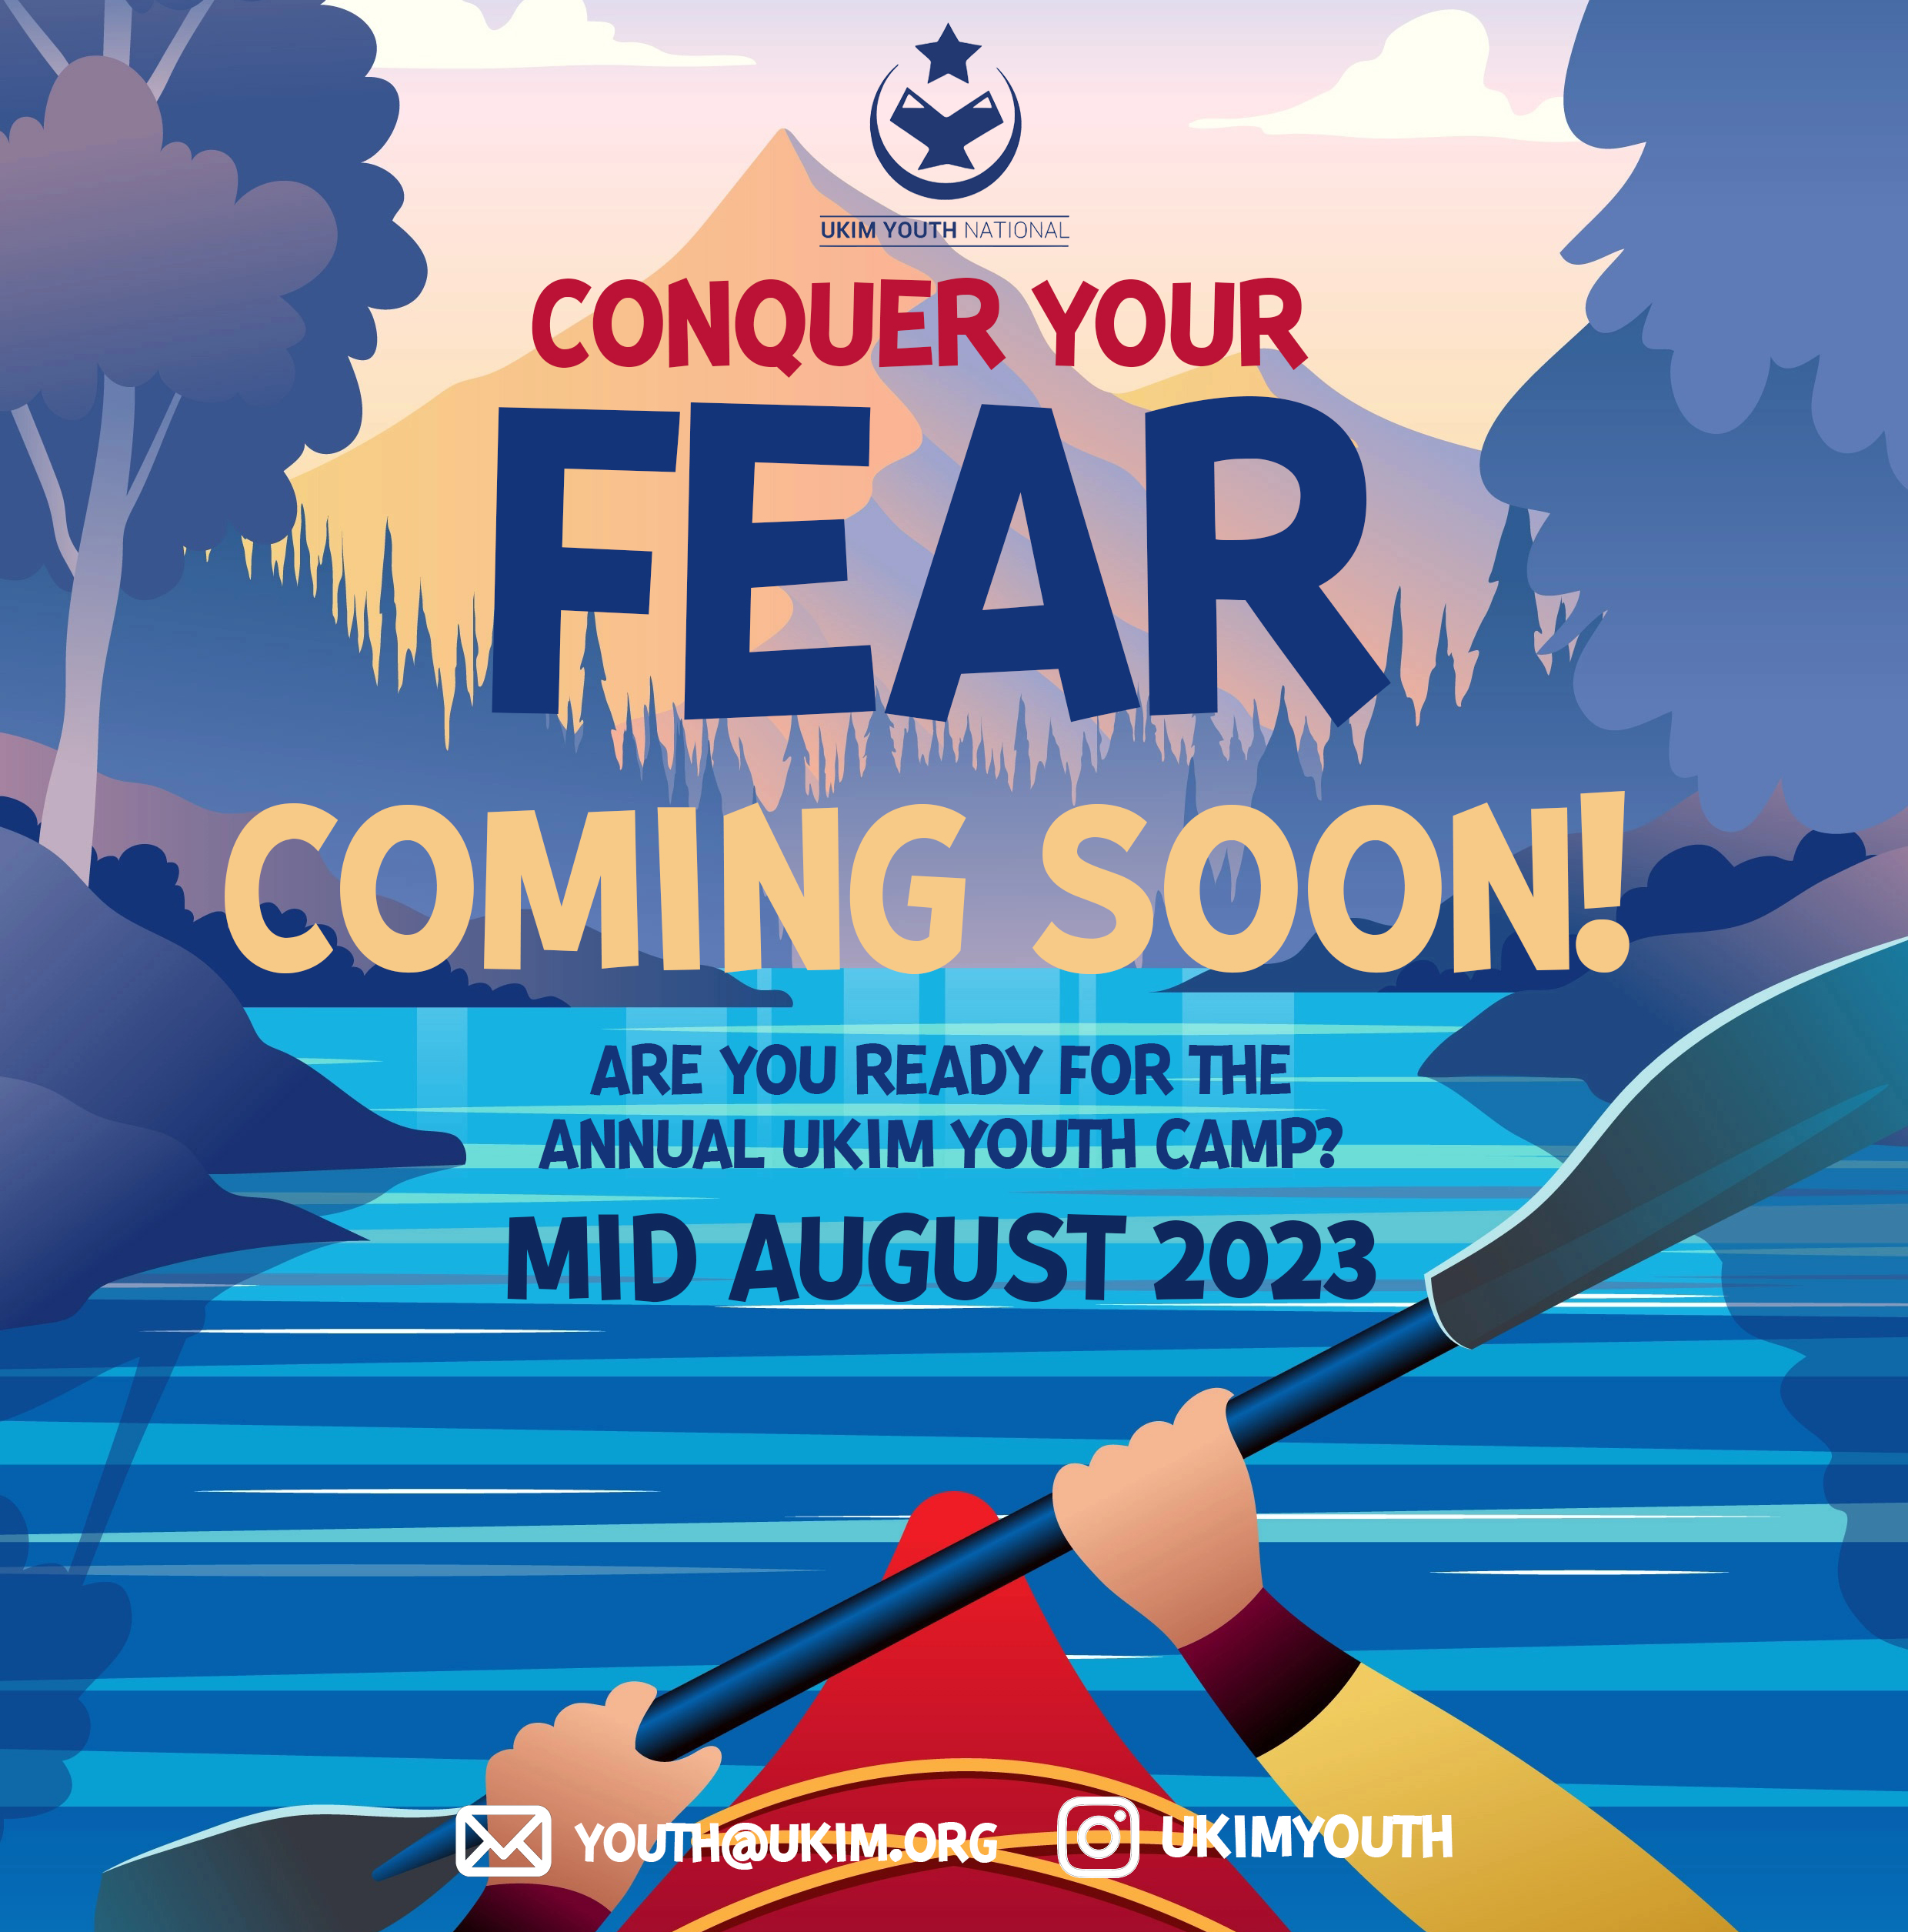 UKIM YOUTH NATIONAL
CONQUER YOUR
FEAR
COMING SOON!
ARE YOU READY FOR THE
ANNUAL UKIM YOUTH CAMP?
MID AUGUST 2023
YOUTH@UKIM.ORG UKIMYOUTH